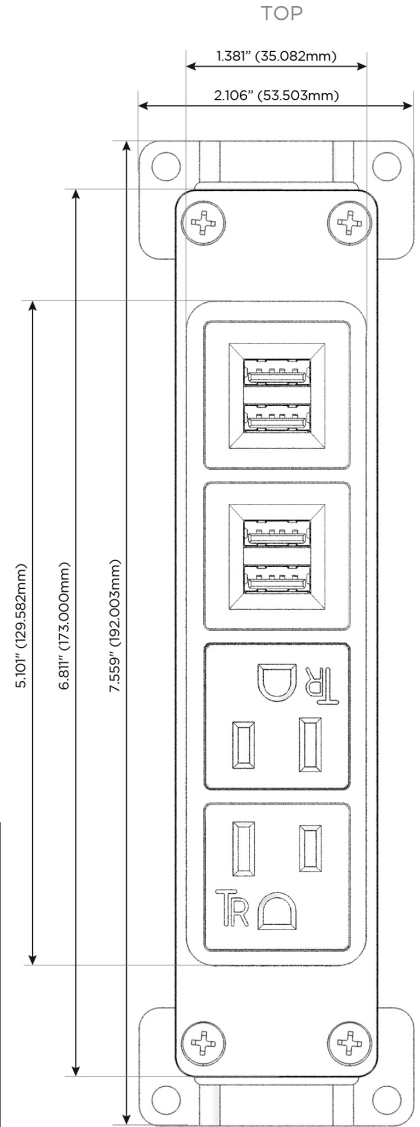 TOP
1.381" (35.082mm)
2.106" (53.503mm)
5.101" (129.582mm)
6.811" (173.000mm)
7.559" (192.003mm)
TR
TR